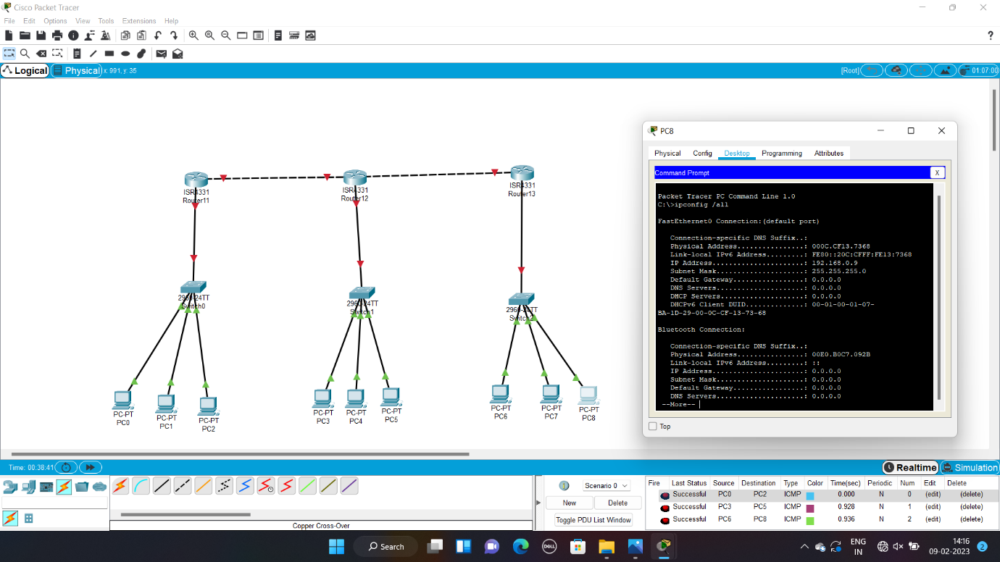 Cisco Packet Tracer
File Edit Options View Tools Extensions Help
?
Logical Physical x: 991, y: 35 [Root] 01:07:00
PC8
Physical Config Desktop Programming Attributes
Command Prompt X
Packet Tracer PC Command Line 1.0
C:\>ipconfig /all
FastEthernet0 Connection:(default port)
Connection-specific DNS Suffix..:
Physical Address................: 000C.CF13.7368
Link-local IPv6 Address.........: FE80::20C:CFFF:FE13:7368
IP Address......................: 192.168.0.9
Subnet Mask.....................: 255.255.255.0
Default Gateway.................: 0.0.0.0
DNS Servers.....................: 0.0.0.0
DHCP Servers....................: 0.0.0.0
DHCPv6 Client DUID..............: 00-01-00-01-07-
BA-1D-29-00-0C-CF-13-73-68
Bluetooth Connection:
Connection-specific DNS Suffix..:
Physical Address................: 00E0.B0C7.092B
Link-local IPv6 Address.........: ::
IP Address......................: 0.0.0.0
Subnet Mask.....................: 0.0.0.0
Default Gateway.................: 0.0.0.0
DNS Servers.....................: 0.0.0.0
--More--
Top
ISR4331
Router11
ISR4331
Router12
ISR4331
Router13
2960-24TT
Switch0
2960-24TT
Switch1
2960-24TT
Switch2
PC-PT
PC0
PC-PT
PC1
PC-PT
PC2
PC-PT
PC3
PC-PT
PC4
PC-PT
PC5
PC-PT
PC6
PC-PT
PC7
PC-PT
PC8
Time: 00:38:41 Realtime Simulation
Copper Cross-Over
Scenario 0
New Delete
Toggle PDU List Window
Fire Last Status Source Destination Type Color Time(sec) Periodic Num Edit Delete
Successful PC0 PC2 ICMP 0.000 N 0 (edit) (delete)
Successful PC3 PC5 ICMP 0.928 N 1 (edit) (delete)
Successful PC6 PC8 ICMP 0.936 N 2 (edit) (delete)
Search
DELL
ENG
IN
14:16
09-02-2023
2